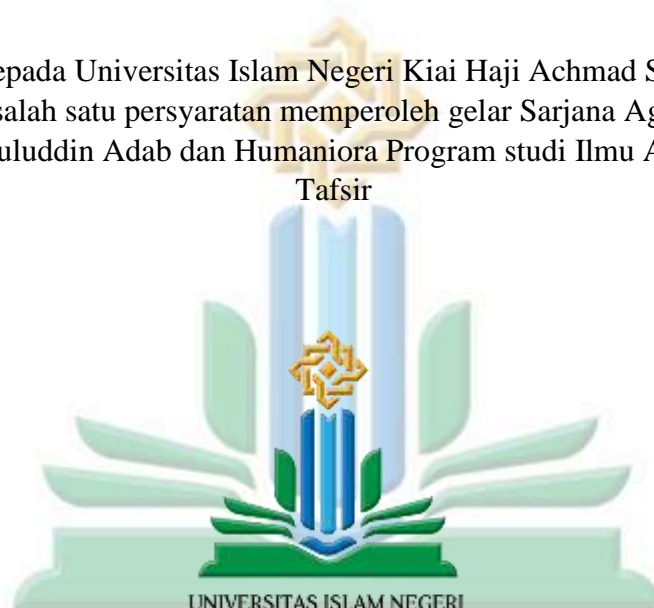 epada Universitas Islam Negeri Kiai Haji Achmad S
salah satu persyaratan memperoleh gelar Sarjana Ag
uluddin Adab dan Humaniora Program studi Ilmu A
Tafsir
UNIVERSITAS ISLAM NEGERI